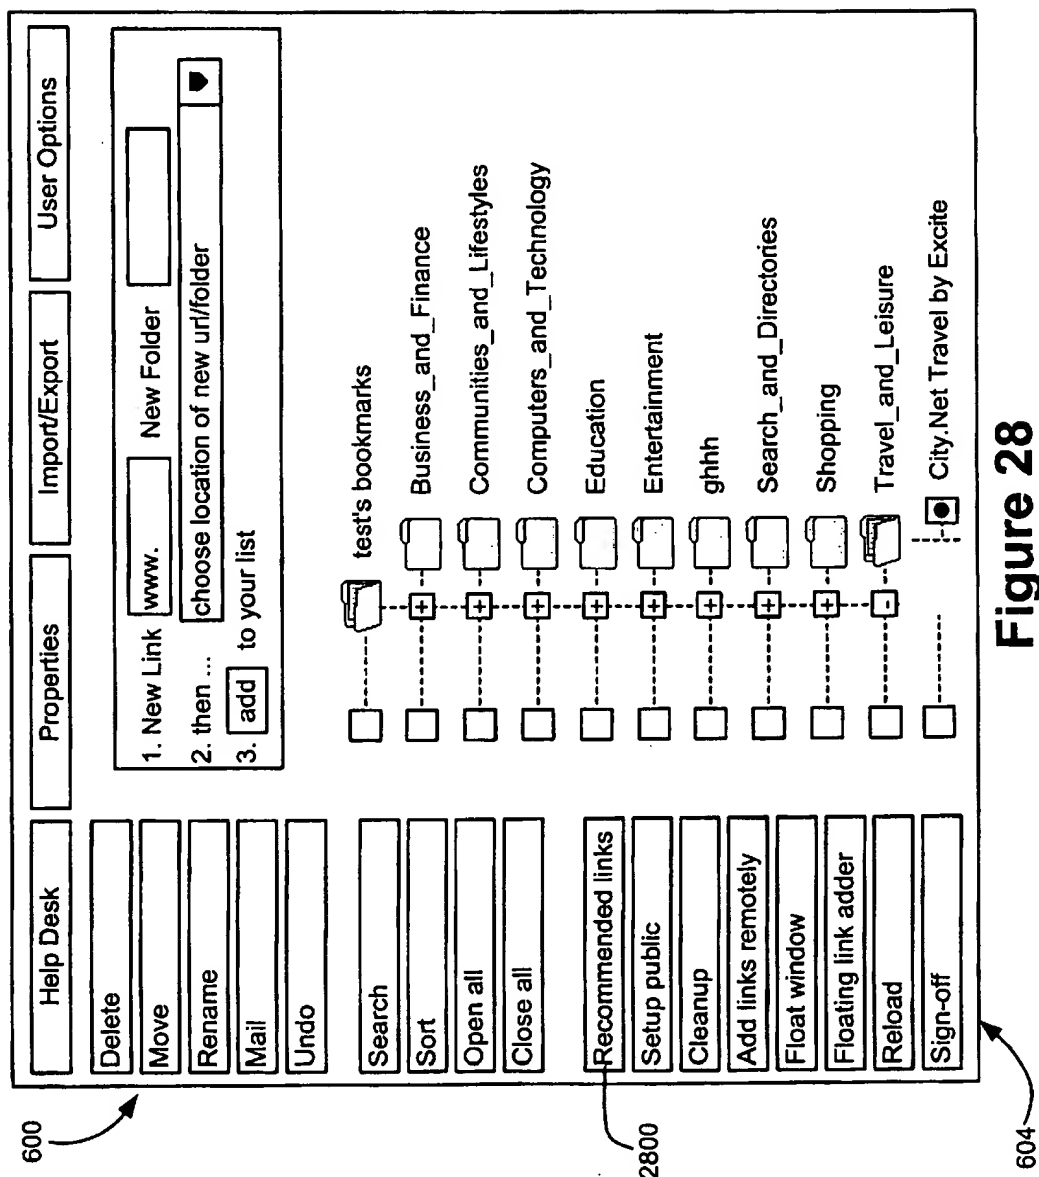 Help Desk
Properties
Import/Export
User Options
Delete
Move
Rename
Mail
Undo
Search
Sort
Open all
Close all
Recommended links
Setup public
Cleanup
Add links remotely
Float window
Floating link adder
Reload
Sign-off
1. New Link www. New Folder
2. then ... choose location of new url/folder
3. add to your list
test's bookmarks
+ Business_and_Finance
+ Communities_and_Lifestyles
+ Computers_and_Technology
+ Education
+ Entertainment
+ ghhh
+ Search_and_Directories
+ Shopping
- Travel_and_Leisure
City.Net Travel by Excite
600
2800
604
Figure 28